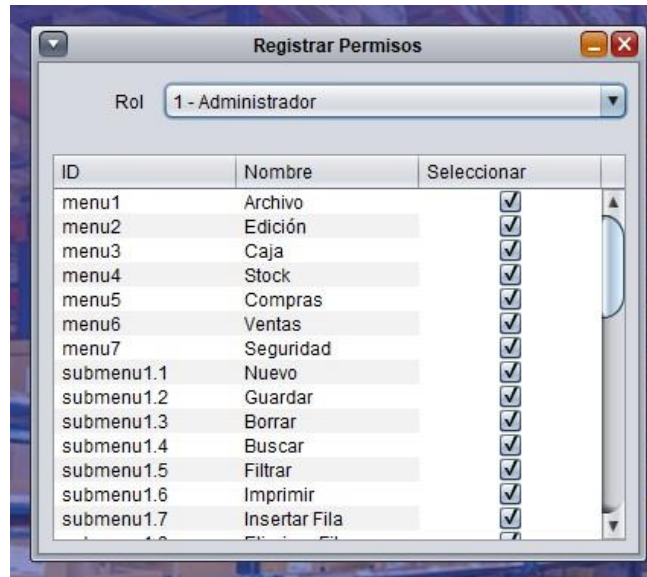 Registrar Permisos
Rol 1 - Administrador
ID Nombre Seleccionar
menu1 Archivo
menu2 Edición
menu3 Caja
menu4 Stock
menu5 Compras
menu6 Ventas
menu7 Seguridad
submenu1.1 Nuevo
submenu1.2 Guardar
submenu1.3 Borrar
submenu1.4 Buscar
submenu1.5 Filtrar
submenu1.6 Imprimir
submenu1.7 Insertar Fila